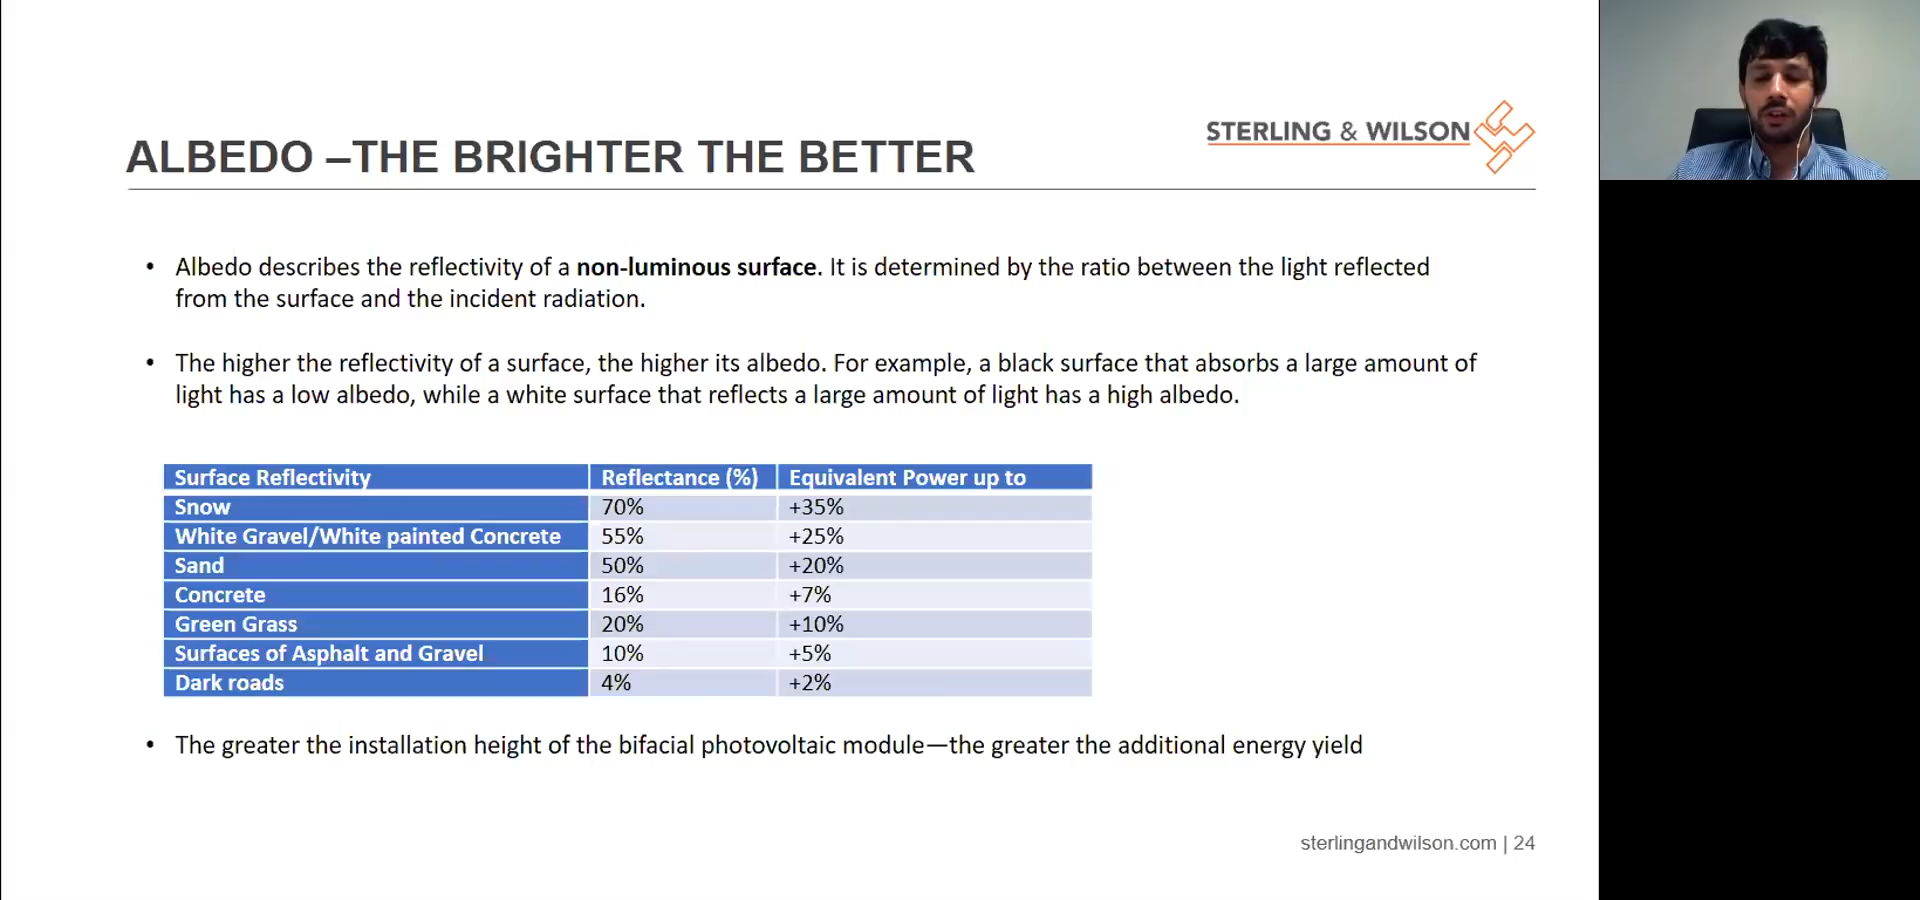 STERLING & WILSON
ALBEDO –THE BRIGHTER THE BETTER
• Albedo describes the reflectivity of a non-luminous surface. It is determined by the ratio between the light reflected
from the surface and the incident radiation.
• The higher the reflectivity of a surface, the higher its albedo. For example, a black surface that absorbs a large amount of
light has a low albedo, while a white surface that reflects a large amount of light has a high albedo.
Surface Reflectivity Reflectance (%) Equivalent Power up to
Snow 70% +35%
White Gravel/White painted Concrete 55% +25%
Sand 50% +20%
Concrete 16% +7%
Green Grass 20% +10%
Surfaces of Asphalt and Gravel 10% +5%
Dark roads 4% +2%
• The greater the installation height of the bifacial photovoltaic module—the greater the additional energy yield
sterlingandwilson.com | 24